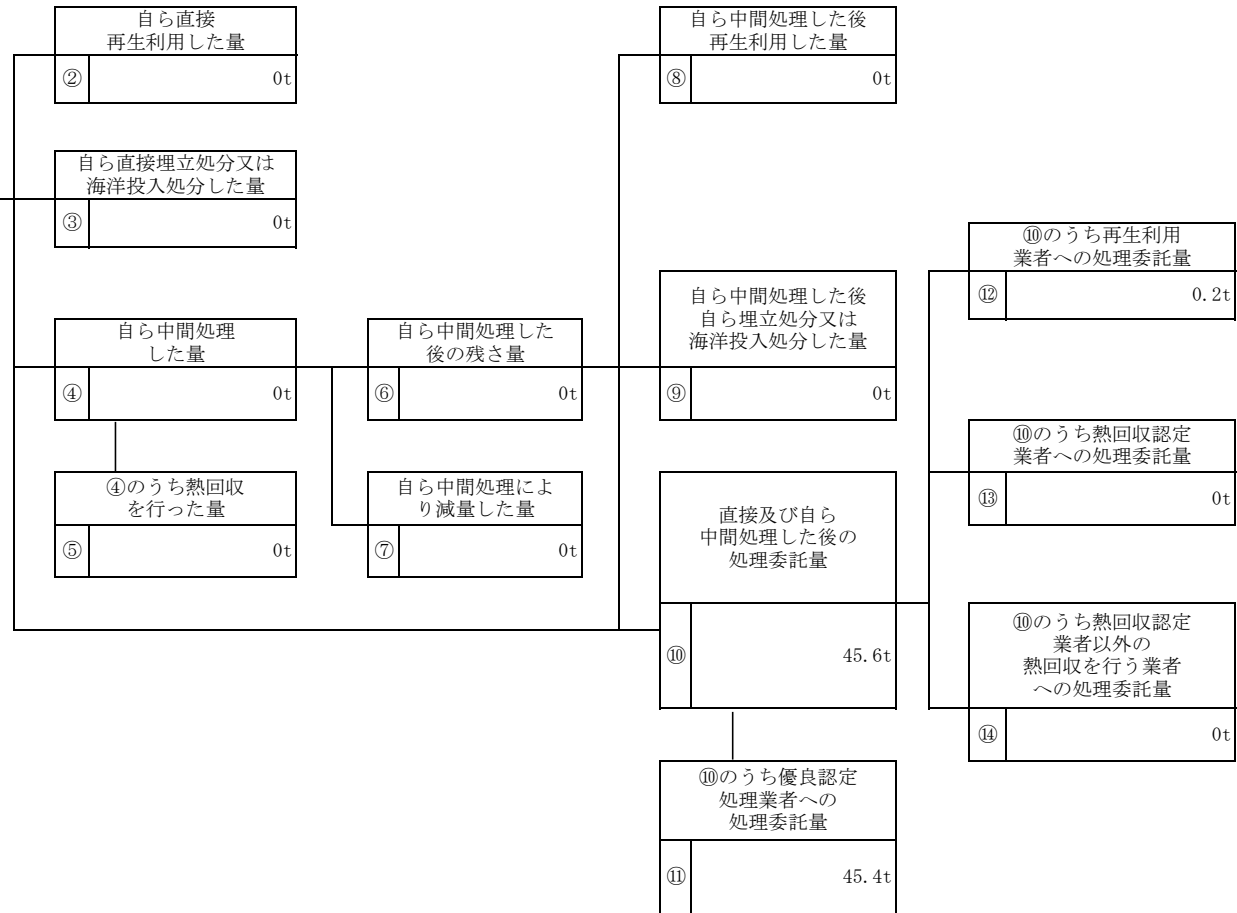 自ら直接
再生利用した量
② 0t
自ら直接埋立処分又は
海洋投入処分した量
③ 0t
自ら中間処理
した量
④ 0t
④のうち熱回収
を行った量
⑤ 0t
自ら中間処理した
後の残さ量
⑥ 0t
自ら中間処理によ
り減量した量
⑦ 0t
自ら中間処理した後
再生利用した量
⑧ 0t
自ら中間処理した後
自ら埋立処分又は
海洋投入処分した量
⑨ 0t
直接及び自ら
中間処理した後の
処理委託量
⑩ 45.6t
⑩のうち優良認定
処理業者への
処理委託量
⑪ 45.4t
⑩のうち再生利用
業者への処理委託量
⑫ 0.2t
⑩のうち熱回収認定
業者への処理委託量
⑬ 0t
⑩のうち熱回収認定
業者以外の
熱回収を行う業者
への処理委託量
⑭ 0t